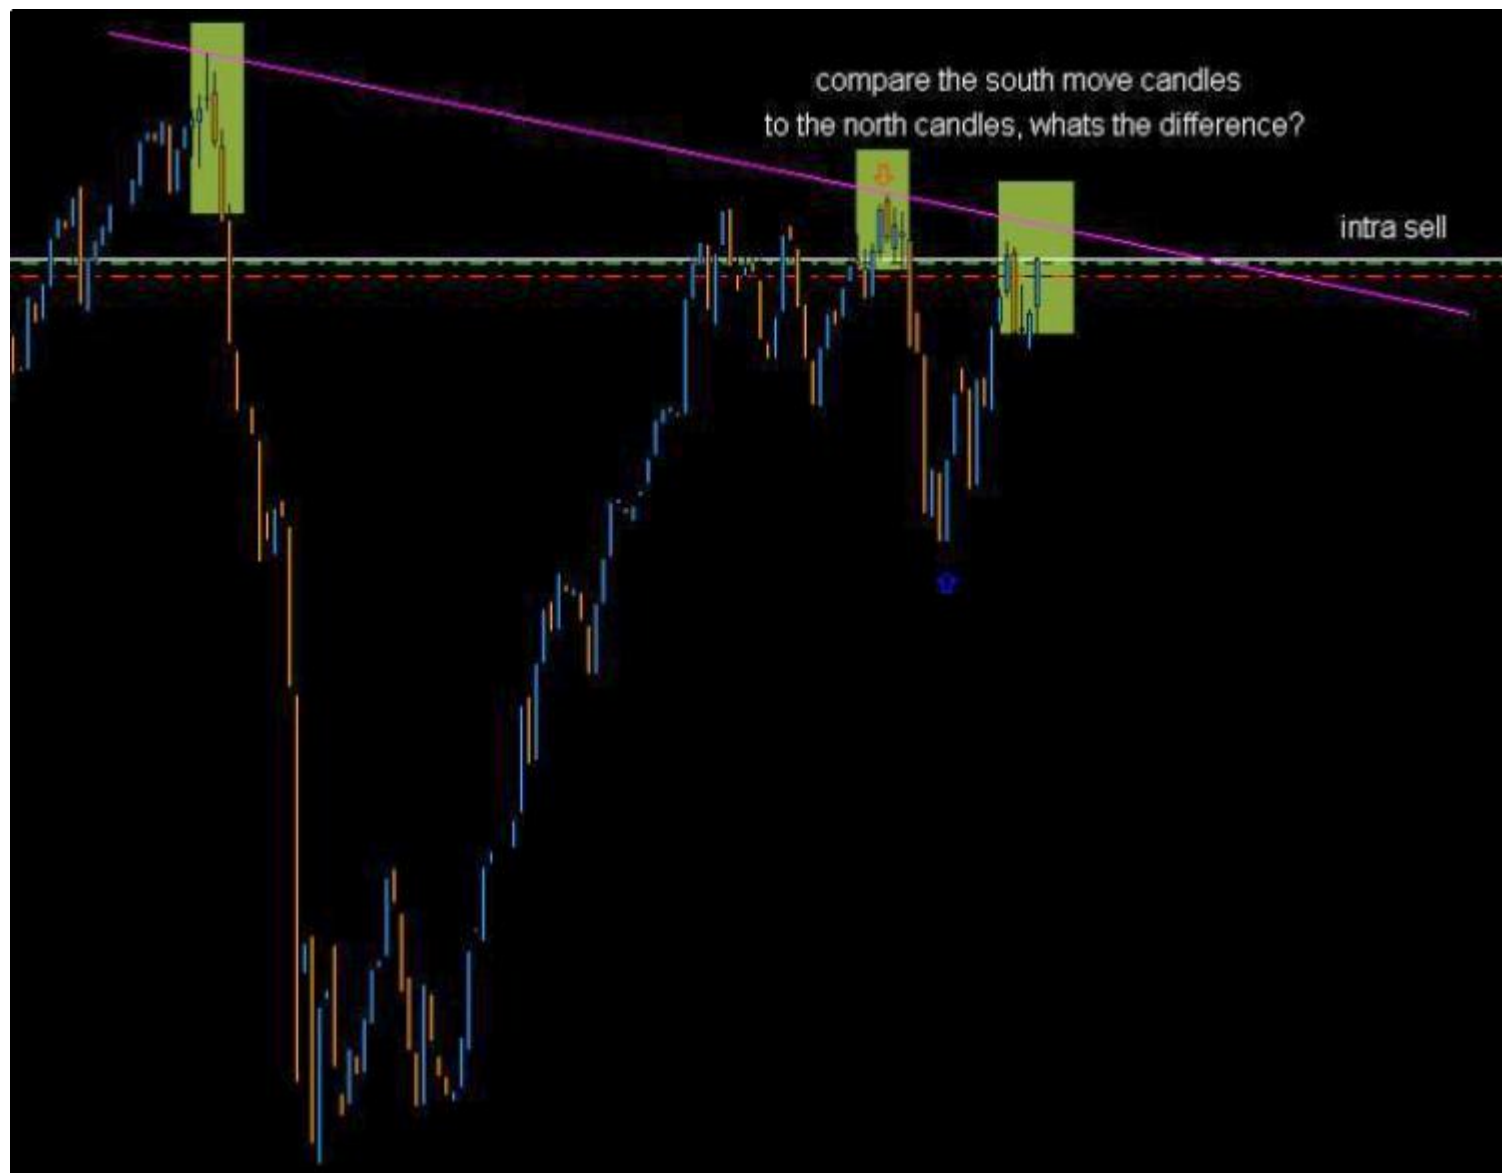 compare the south move candles
to the north candles, whats the difference?
intra sell